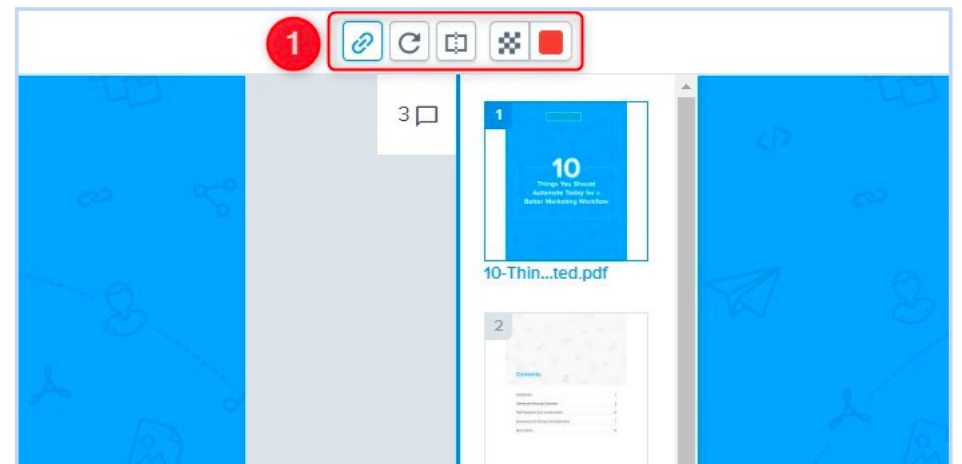 1
3
1
10
Things You Should
Automate Today for a
Better Marketing Workflow
10-Thin...ted.pdf
2
Contents